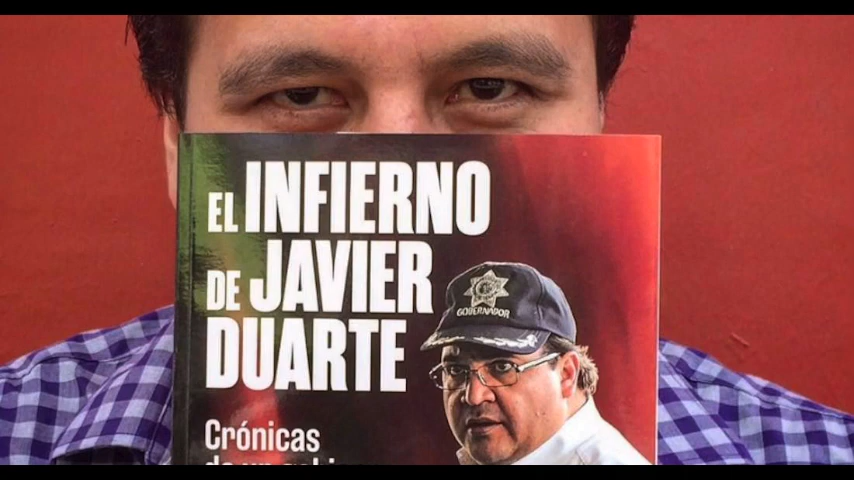 EL INFIERNO
DE JAVIER
DUARTE
Crónicas
GOBERNADOR